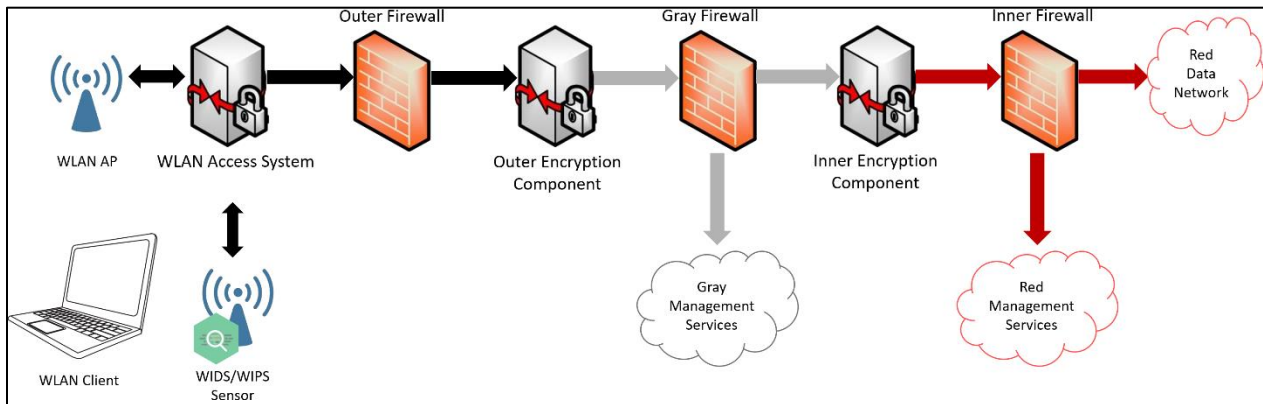 Outer Firewall
Gray Firewall
Inner Firewall
Red
Data
Network
WLAN AP
WLAN Access System
Outer Encryption
Component
Inner Encryption
Component
Gray
Management
Services
Red
Management
Services
WLAN Client
WIDS/WIPS
Sensor